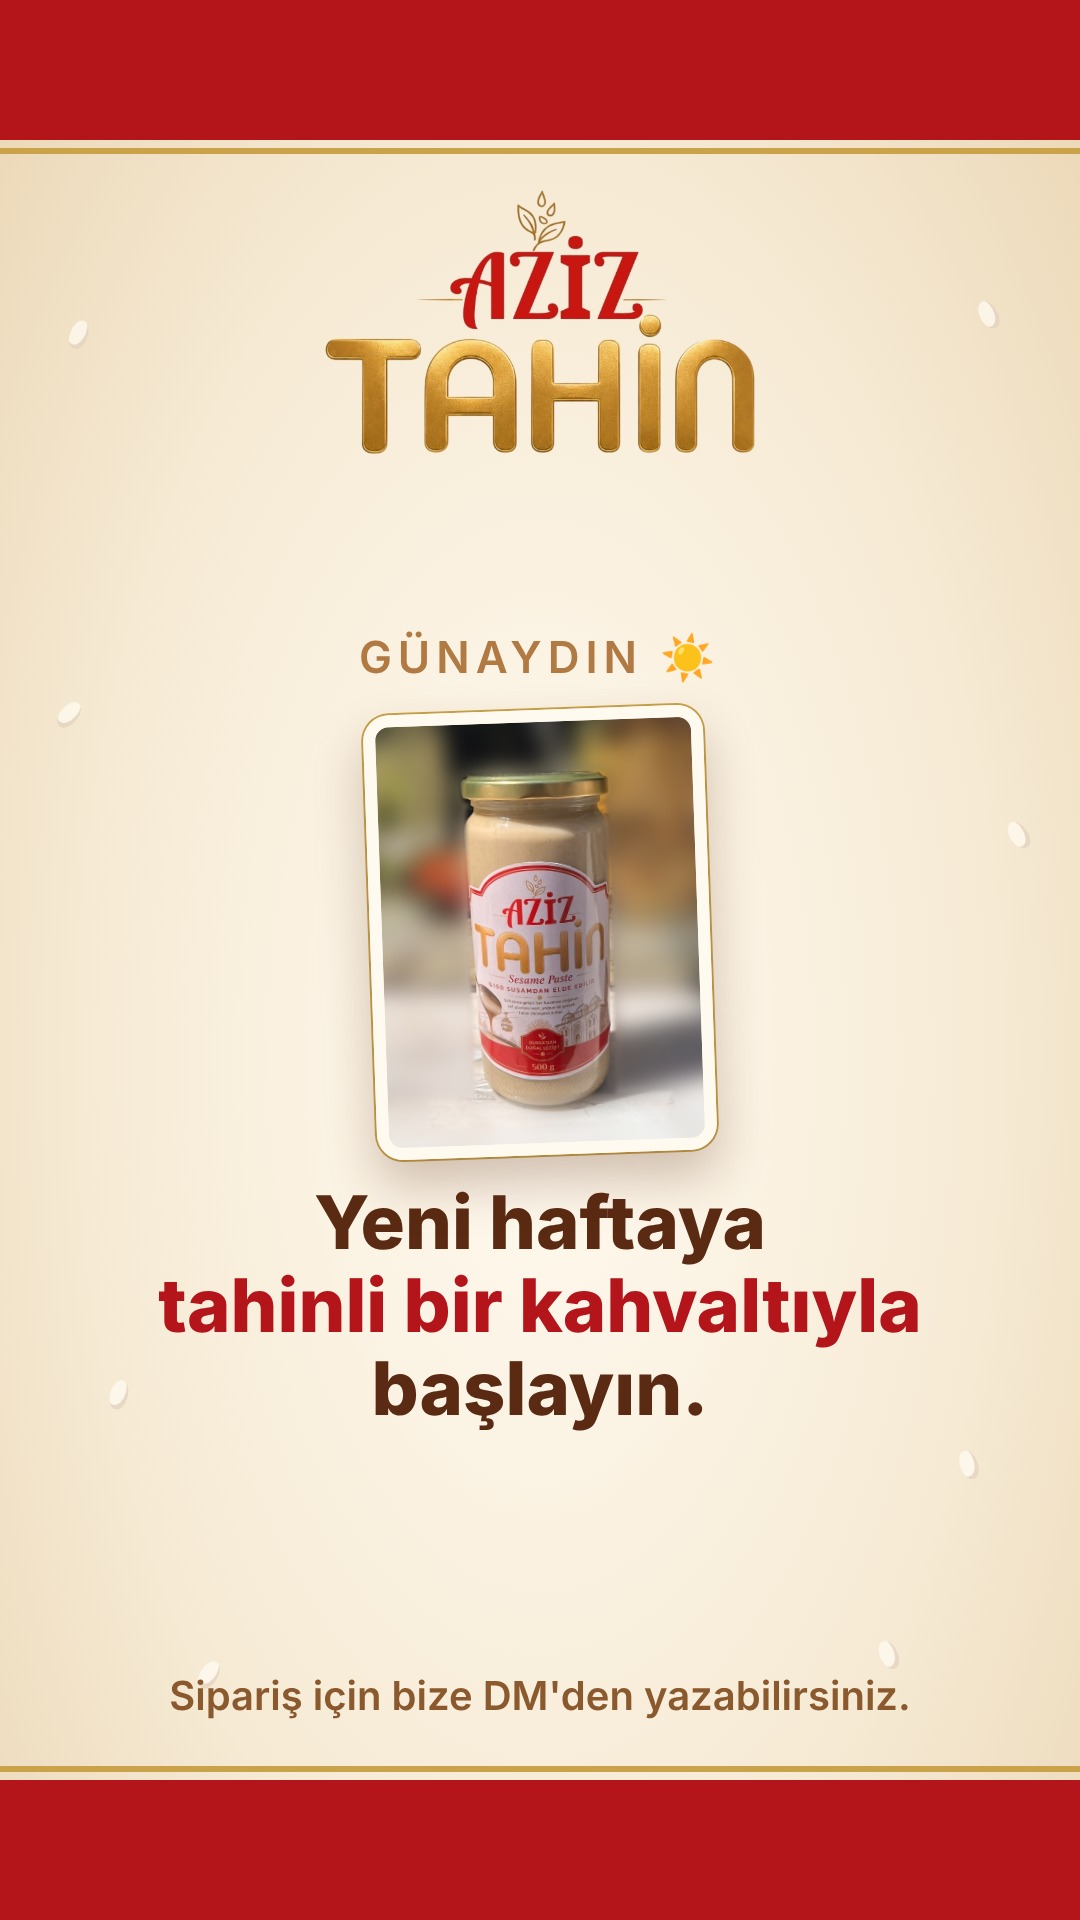 AZİZ
TAHİN
GÜNAYDIN ☀️
AZİZ
TAHİN
Sesame Paste
%100 SUSAMDAN ELDE EDİLİR
500 g
Yeni haftaya
tahinli bir kahvaltıyla
başlayın.
Sipariş için bize DM'den yazabilirsiniz.